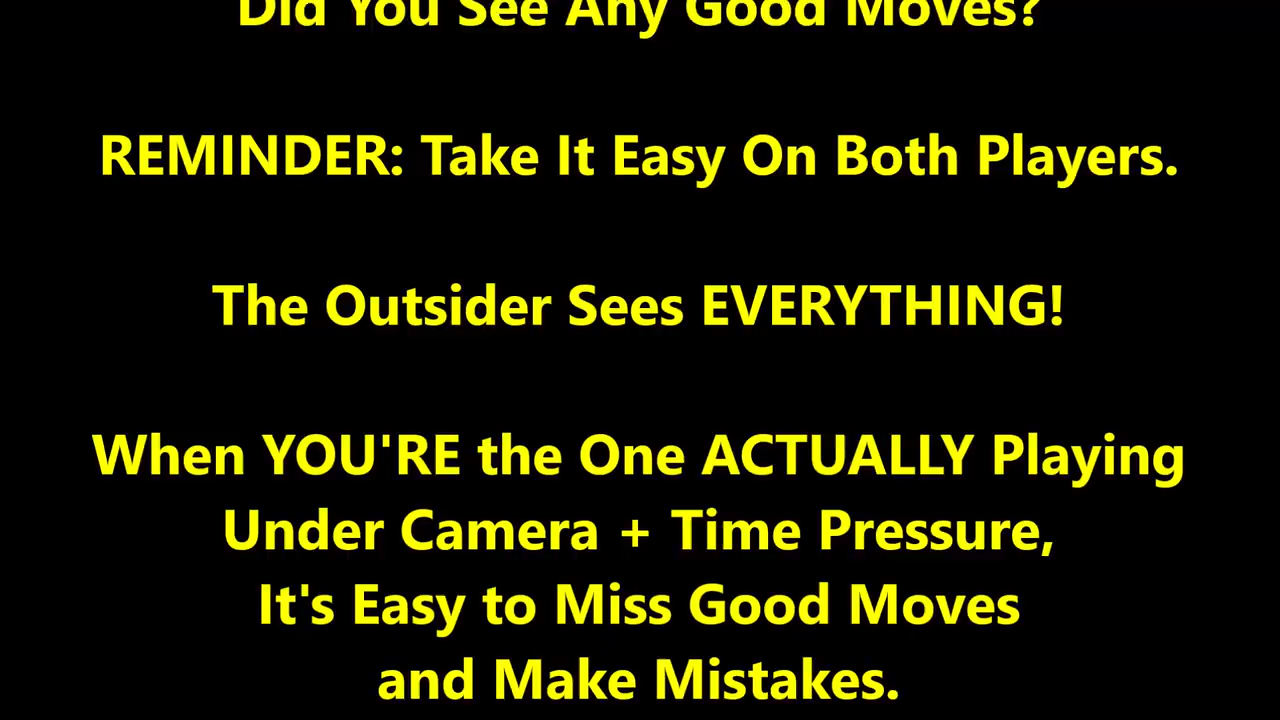 Did You See Any Good Moves?
REMINDER: Take It Easy On Both Players.
The Outsider Sees EVERYTHING!
When YOU'RE the One ACTUALLY Playing
Under Camera + Time Pressure,
It's Easy to Miss Good Moves
and Make Mistakes.